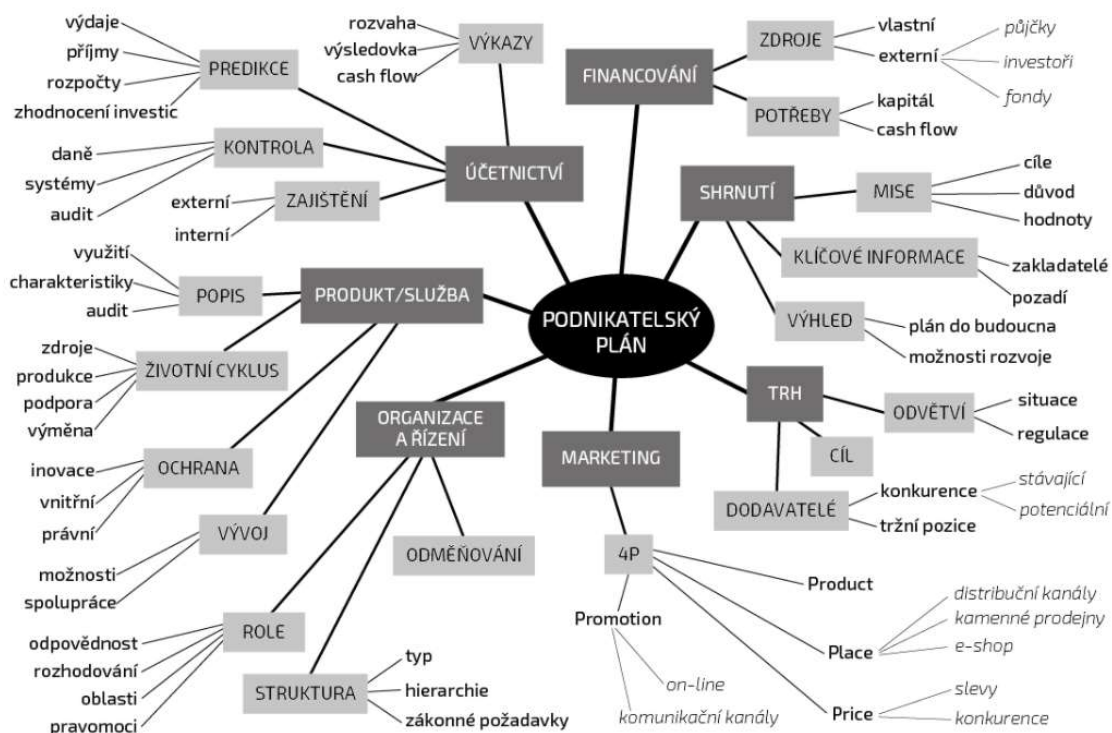 výdaje
příjmy
rozpočty
zhodnocení investic
PREDIKCE
rozvaha
výsledovka
cash flow
VÝKAZY
daně
systémy
audit
KONTROLA
externí
interní
ZAJIŠTĚNÍ
ÚČETNICTVÍ
FINANCOVÁNÍ
ZDROJE
vlastní
externí
půjčky
investoři
fondy
POTŘEBY
kapitál
cash flow
SHRNUTÍ
MISE
cíle
důvod
hodnoty
KLÍČOVÉ INFORMACE
zakladatelé
pozadí
VÝHLED
plán do budoucna
možnosti rozvoje
PODNIKATELSKÝ
PLÁN
využití
charakteristiky
audit
POPIS
PRODUKT/SLUŽBA
zdroje
produkce
podpora
výměna
ŽIVOTNÍ CYKLUS
inovace
vnitřní
právní
OCHRANA
možnosti
spolupráce
VÝVOJ
ORGANIZACE
A ŘÍZENÍ
ODMĚŇOVÁNÍ
odpovědnost
rozhodování
oblasti
pravomoci
ROLE
STRUKTURA
typ
hierarchie
zákonné požadavky
MARKETING
4P
Promotion
on-line
komunikační kanály
Product
Place
distribuční kanály
kamenné prodejny
e-shop
Price
slevy
konkurence
TRH
ODVĚTVÍ
situace
regulace
CÍL
DODAVATELÉ
konkurence
stávající
potenciální
tržní pozice